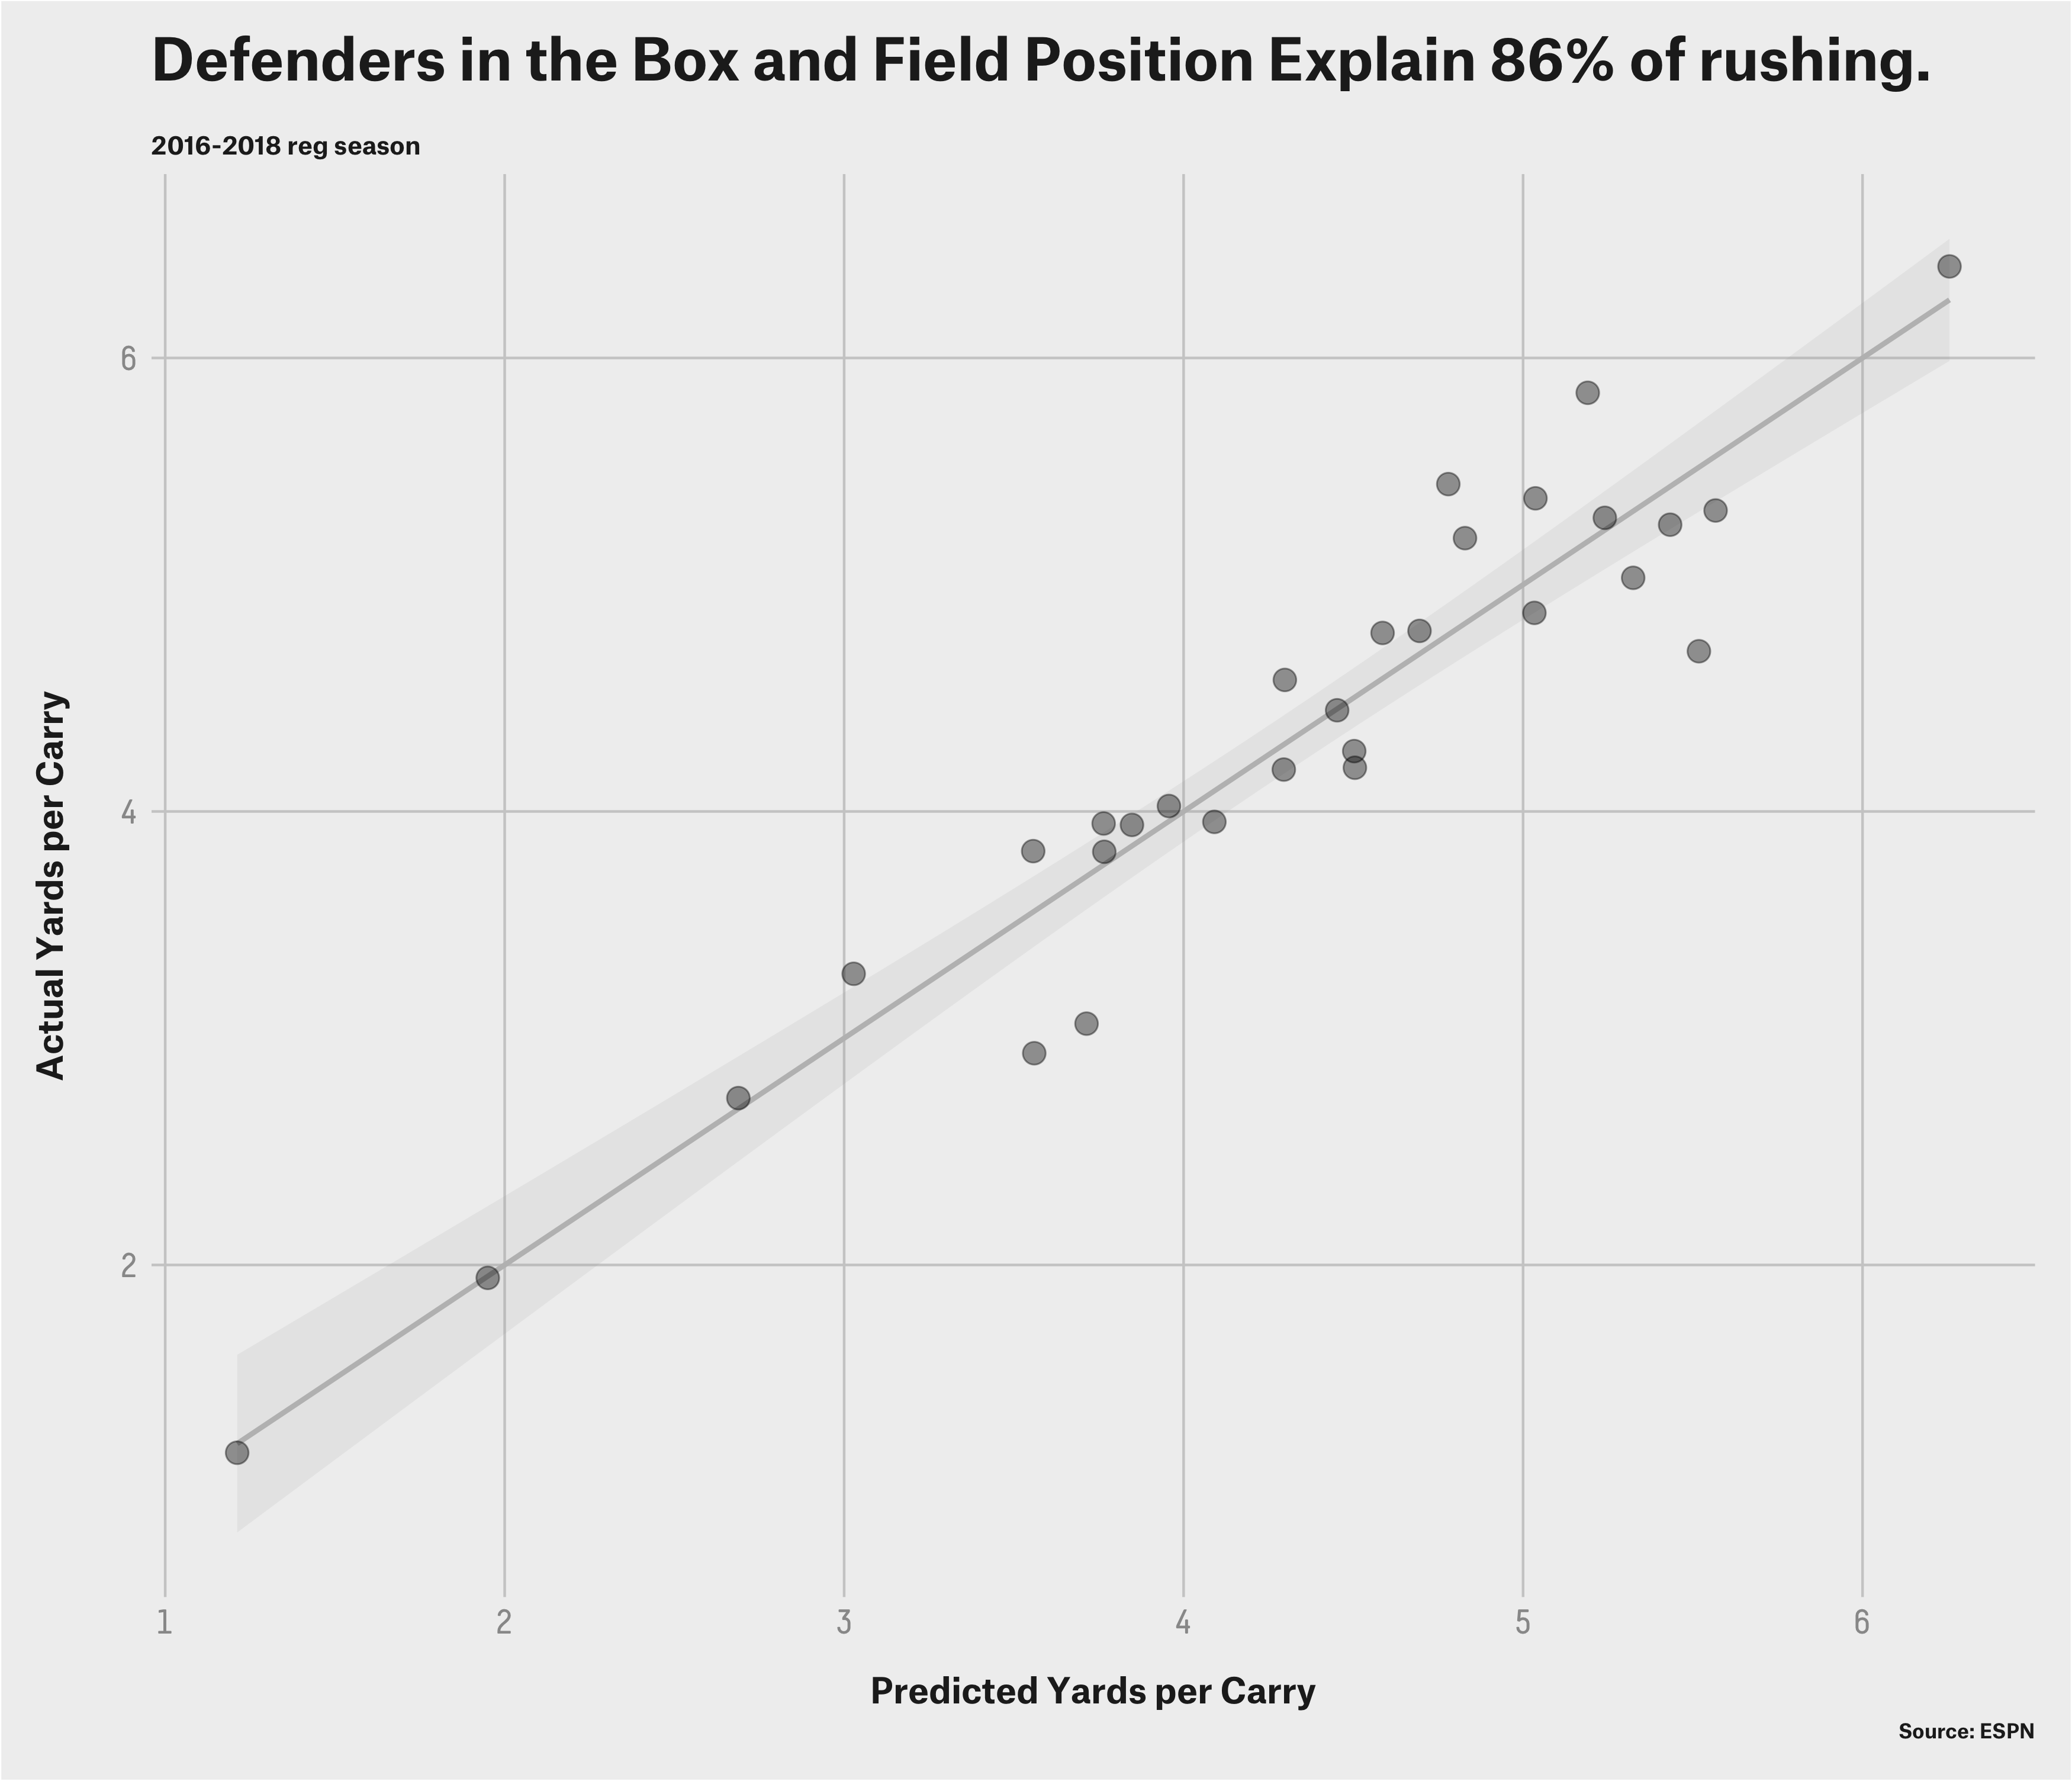 Defenders in the Box and Field Position Explain 86% of rushing.
2016-2018 reg season
6
4
2
Actual Yards per Carry
1 2 3 4 5 6
Predicted Yards per Carry
Source: ESPN